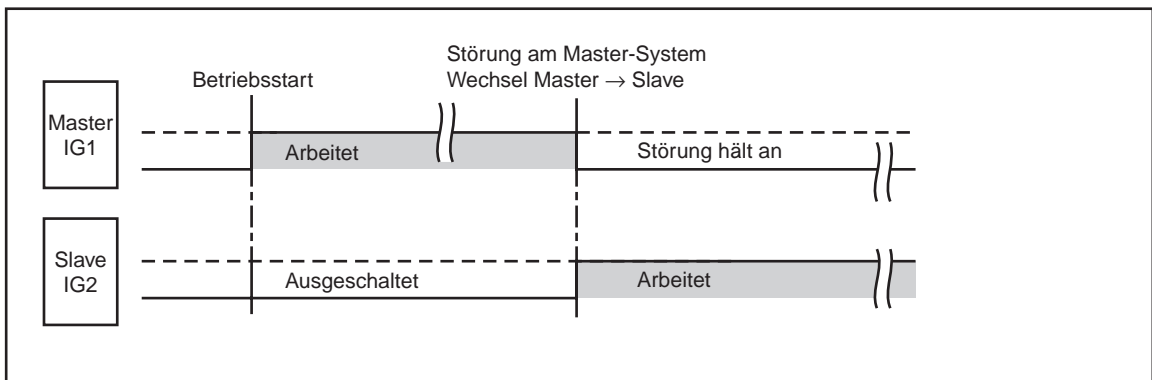 Störung am Master-System
Wechsel Master → Slave
Betriebsstart
Master
IG1
Arbeitet
Störung hält an
Slave
IG2
Ausgeschaltet
Arbeitet